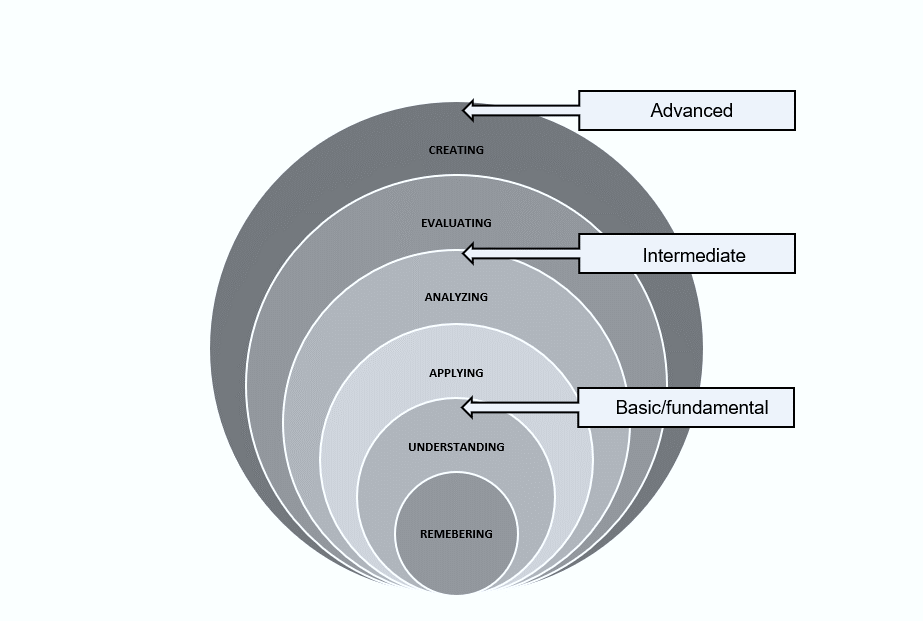 Advanced
CREATING
EVALUATING
Intermediate
ANALYZING
APPLYING
Basic/fundamental
UNDERSTANDING
REMEBERING